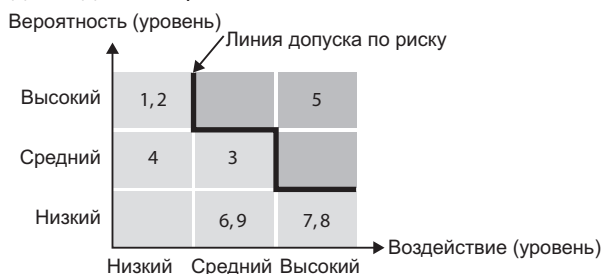 Вероятность (уровень)
Линия допуска по риску
Высокий 1, 2 5
Средний 4 3
Низкий 6, 9 7, 8
Воздействие (уровень)
Низкий Средний Высокий